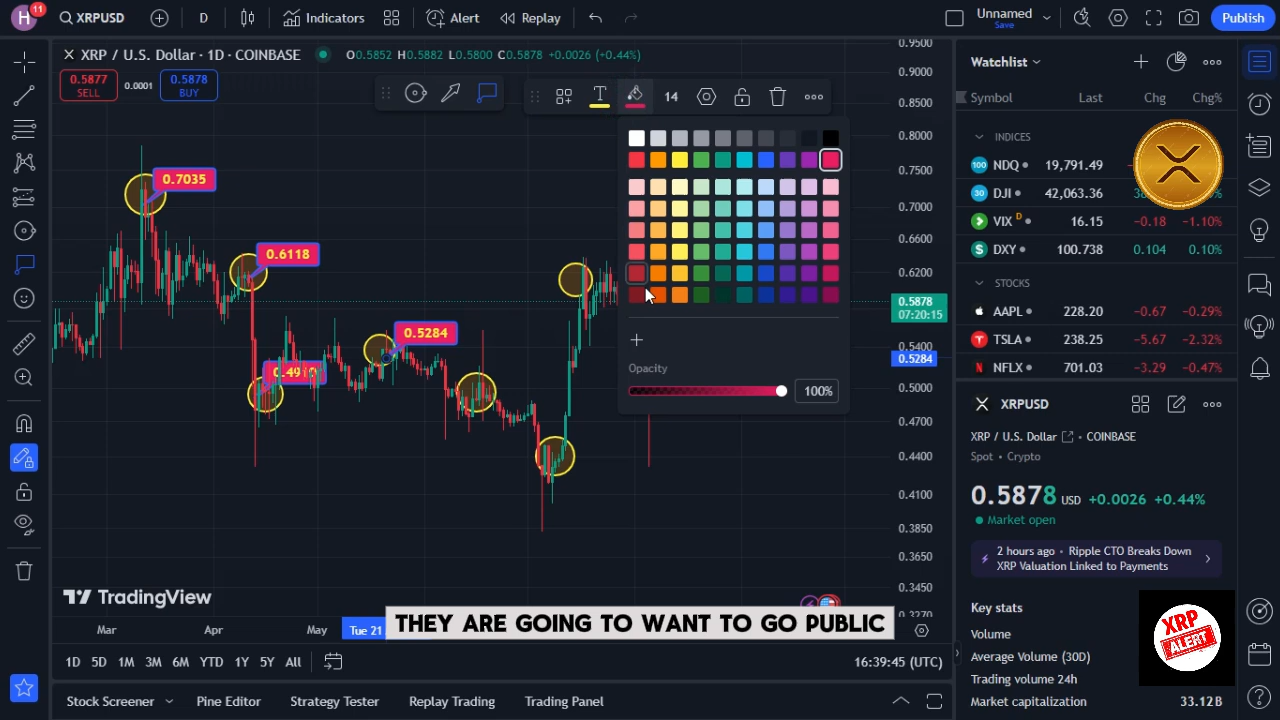 H
11
XRPUSD
D
Indicators
Alert
Replay
Unnamed
Save
Publish
XRP / U.S. Dollar · 1D · COINBASE
O0.5852 H0.5882 L0.5800 C0.5878 +0.0026 (+0.44%)
0.5877
SELL
0.0001
0.5878
BUY
T
14
0.7035
0.6118
0.5284
Opacity
100%
0.9500
0.9000
0.8500
0.8000
0.7500
0.7000
0.6600
0.6200
0.5878
07:20:15
0.5400
0.5284
0.5000
0.4700
0.4400
0.4100
0.3850
0.3650
0.3450
0.3270
TradingView
THEY ARE GOING TO WANT TO GO PUBLIC
Mar
Apr
May
Tue 21
1D 5D 1M 3M 6M YTD 1Y 5Y All
16:39:45 (UTC)
Stock Screener
Pine Editor
Strategy Tester
Replay Trading
Trading Panel
Watchlist
Symbol Last Chg Chg%
INDICES
100 NDQ 19,791.49
30 DJI 42,063.36
VIX D 16.15 −0.18 −1.10%
$ DXY 100.738 0.104 0.10%
STOCKS
AAPL 228.20 −0.67 −0.29%
TSLA 238.25 −5.67 −2.32%
N NFLX 701.03 −3.29 −0.47%
XRPUSD
XRP / U.S. Dollar COINBASE
Spot • Crypto
0.5878 USD +0.0026 +0.44%
Market open
2 hours ago • Ripple CTO Breaks Down
XRP Valuation Linked to Payments
Key stats
Volume
Average Volume (30D)
Trading volume 24h
Market capitalization 33.12B
XRP
ALERT